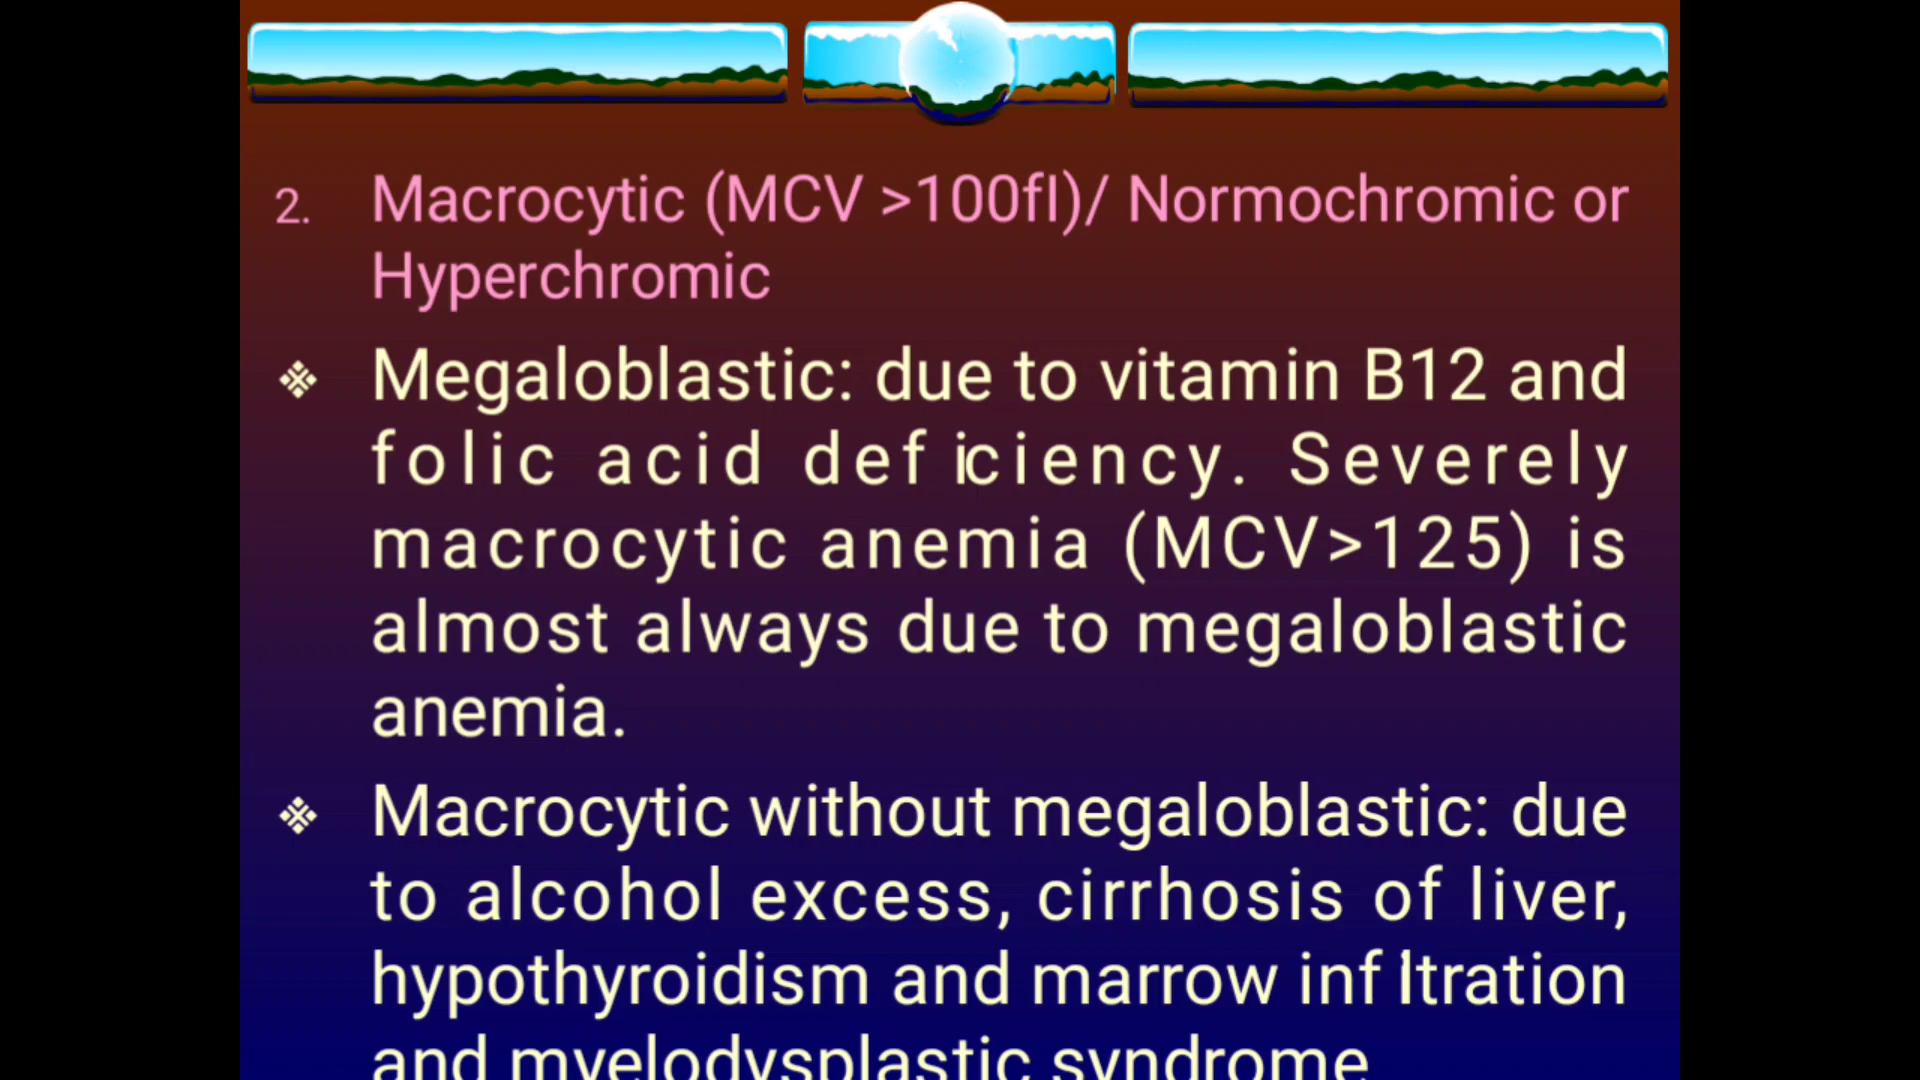 2. Macrocytic (MCV >100fl)/ Normochromic or
Hyperchromic
❖ Megaloblastic: due to vitamin B12 and
folic acid deficiency. Severely
macrocytic anemia (MCV>125) is
almost always due to megaloblastic
anemia.
❖ Macrocytic without megaloblastic: due
to alcohol excess, cirrhosis of liver,
hypothyroidism and marrow infiltration
and myelodysplastic syndrome